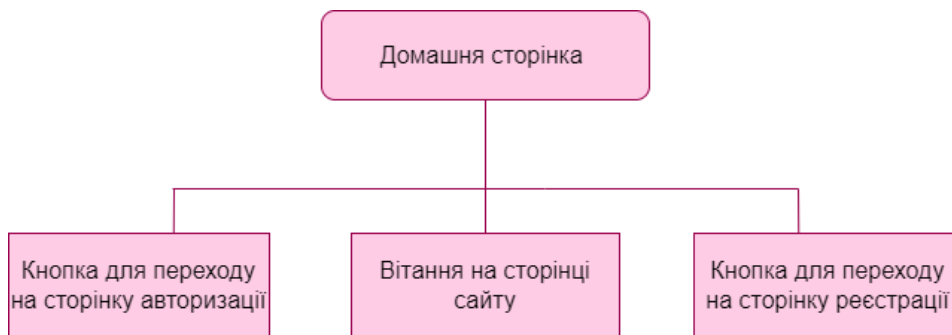 Домашня сторінка
Кнопка для переходу
на сторінку авторизації
Вітання на сторінці
сайту
Кнопка для переходу
на сторінку реєстрації